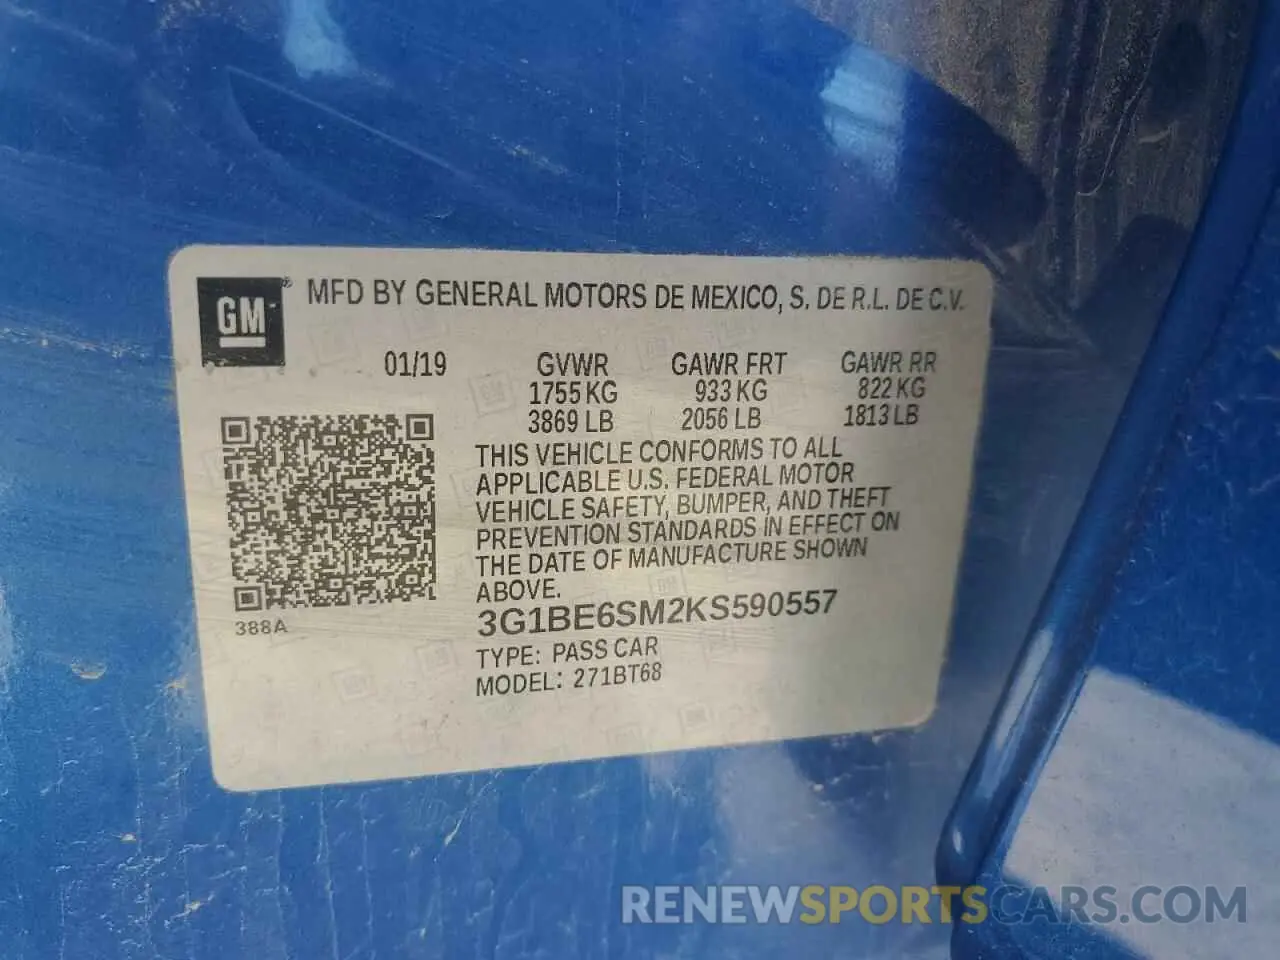 GM® MFD BY GENERAL MOTORS DE MEXICO, S. DE R.L. DE C.V.
01/19 GVWR GAWR FRT GAWR RR
1755 KG 933 KG 822 KG
3869 LB 2056 LB 1813 LB
THIS VEHICLE CONFORMS TO ALL
APPLICABLE U.S. FEDERAL MOTOR
VEHICLE SAFETY, BUMPER, AND THEFT
PREVENTION STANDARDS IN EFFECT ON
THE DATE OF MANUFACTURE SHOWN
ABOVE.
388A
3G1BE6SM2KS590557
TYPE: PASS CAR
MODEL: 271BT68
RENEWSPORTSCARS.COM